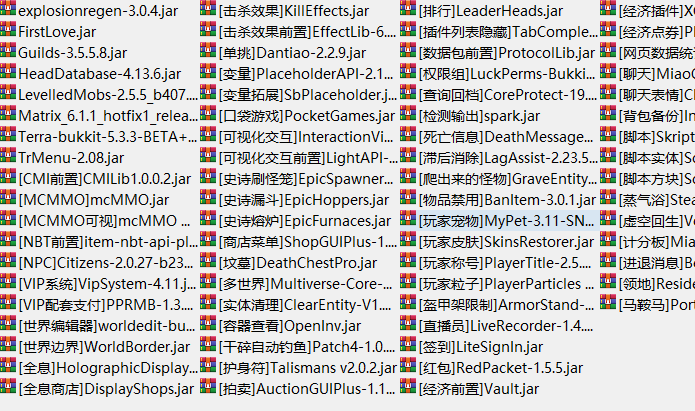 explosionregen-3.0.4.jar
FirstLove.jar
Guilds-3.5.5.8.jar
HeadDatabase-4.13.6.jar
LevelledMobs-2.5.5_b407...
Matrix_6.1.1_hotfix1_relea...
Terra-bukkit-5.3.3-BETA+...
TrMenu-2.08.jar
[CMI前置]CMILib1.0.0.2.jar
[MCMMO]mcMMO.jar
[MCMMO可视]mcMMO ...
[NBT前置]item-nbt-api-pl...
[NPC]Citizens-2.0.27-b23...
[VIP系统]VipSystem-4.11.j...
[VIP配套支付]PPRMB-1.3....
[世界编辑器]worldedit-bu...
[世界边界]WorldBorder.jar
[全息]HolographicDisplay...
[全息商店]DisplayShops.jar
[击杀效果]KillEffects.jar
[击杀效果前置]EffectLib-6....
[单挑]Dantiao-2.2.9.jar
[变量]PlaceholderAPI-2.1...
[变量拓展]SbPlaceholder.j...
[口袋游戏]PocketGames.jar
[可视化交互]InteractionVi...
[可视化交互前置]LightAPI-...
[史诗刷怪笼]EpicSpawner...
[史诗漏斗]EpicHoppers.jar
[史诗熔炉]EpicFurnaces.jar
[商店菜单]ShopGUIPlus-1....
[坟墓]DeathChestPro.jar
[多世界]Multiverse-Core-...
[实体清理]ClearEntity-V1....
[容器查看]OpenInv.jar
[干碎自动钓鱼]Patch4-1.0....
[护身符]Talismans v2.0.2.jar
[拍卖]AuctionGUIPlus-1.1...
[排行]LeaderHeads.jar
[插件列表隐藏]TabComple...
[数据包前置]ProtocolLib.jar
[权限组]LuckPerms-Bukki...
[查询回档]CoreProtect-19....
[检测输出]spark.jar
[死亡信息]DeathMessage...
[滞后消除]LagAssist-2.23.5...
[爬出来的怪物]GraveEntity...
[物品禁用]BanItem-3.0.1.jar
[玩家宠物]MyPet-3.11-SN...
[玩家皮肤]SkinsRestorer.jar
[玩家称号]PlayerTitle-2.5....
[玩家粒子]PlayerParticles ...
[盔甲架限制]ArmorStand-...
[直播员]LiveRecorder-1.4....
[签到]LiteSignIn.jar
[红包]RedPacket-1.5.5.jar
[经济前置]Vault.jar
[经济插件]XC
[经济点券]Pl
[网页数据统
[聊天]MiaoC
[聊天表情]Ch
[背包备份]In
[脚本]Skript
[脚本实体]Sc
[脚本方块]Sc
[蒸气浴]Stea
[虚空回生]Vo
[计分板]Mia
[进退消息]Be
[领地]Reside
[马鞍马]Port